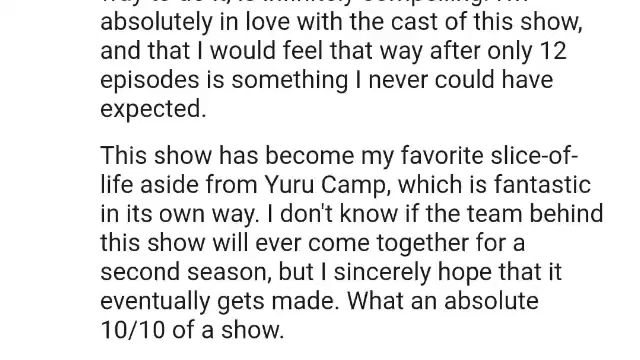 absolutely in love with the cast of this show,
and that I would feel that way after only 12
episodes is something I never could have
expected.
This show has become my favorite slice-of-
life aside from Yuru Camp, which is fantastic
in its own way. I don't know if the team behind
this show will ever come together for a
second season, but I sincerely hope that it
eventually gets made. What an absolute
10/10 of a show.